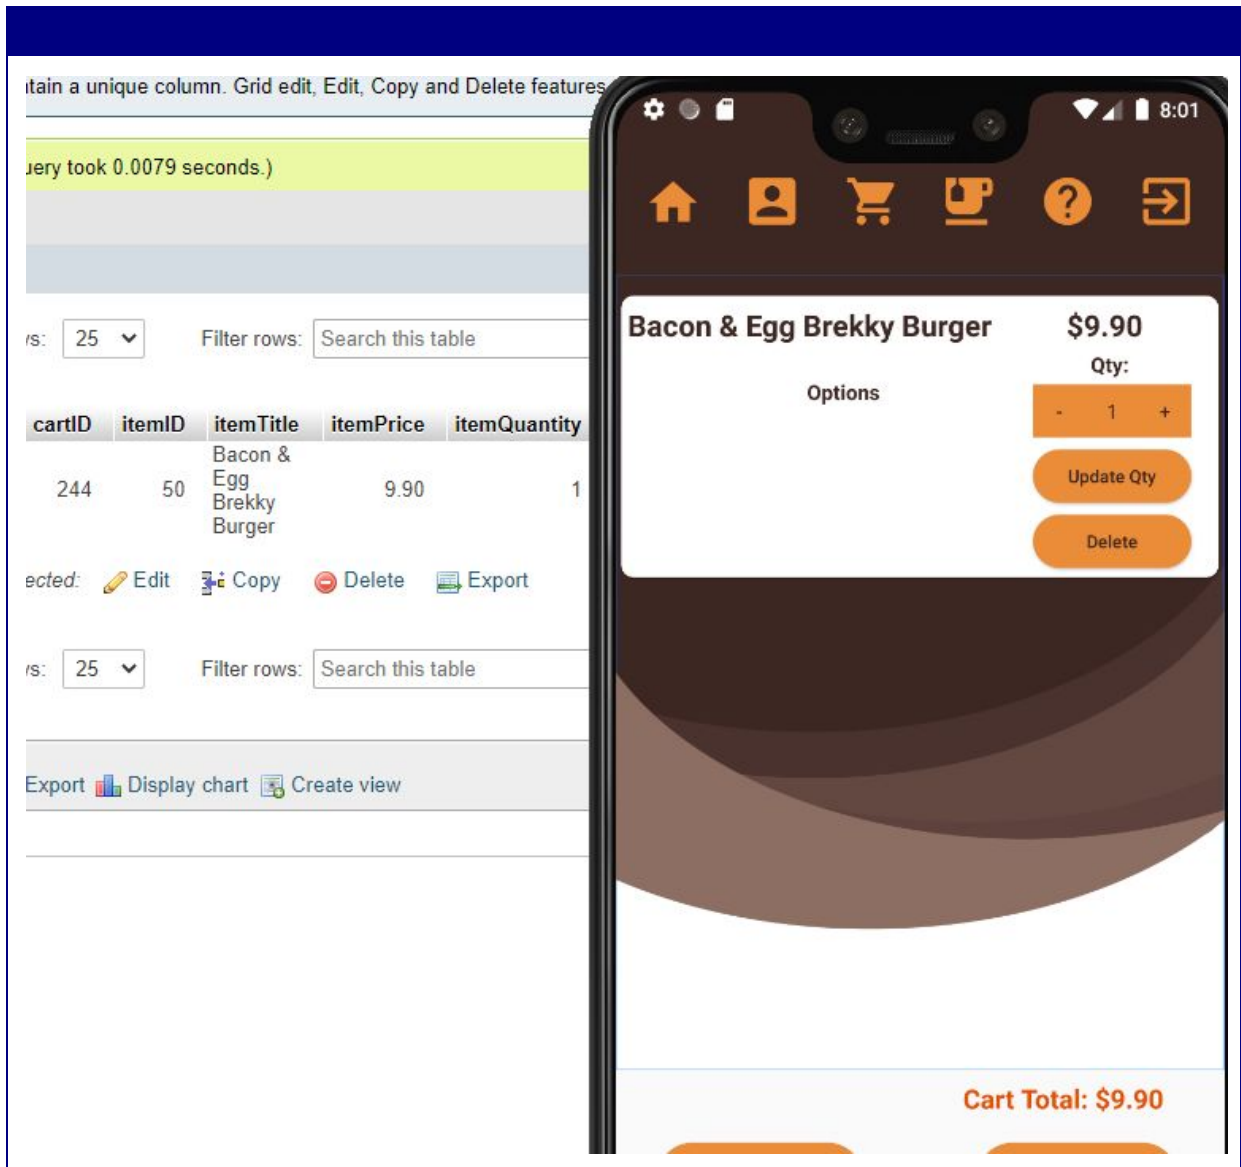 tain a unique column. Grid edit, Edit, Copy and Delete features
uery took 0.0079 seconds.)
vs: 25 Filter rows: Search this table
cartID itemID itemTitle itemPrice itemQuantity
244 50 Bacon & Egg Brekky Burger 9.90 1
ected: Edit Copy Delete Export
vs: 25 Filter rows: Search this table
Export Display chart Create view
8:01
Bacon & Egg Brekky Burger $9.90
Qty:
Options
- 1 +
Update Qty
Delete
Cart Total: $9.90